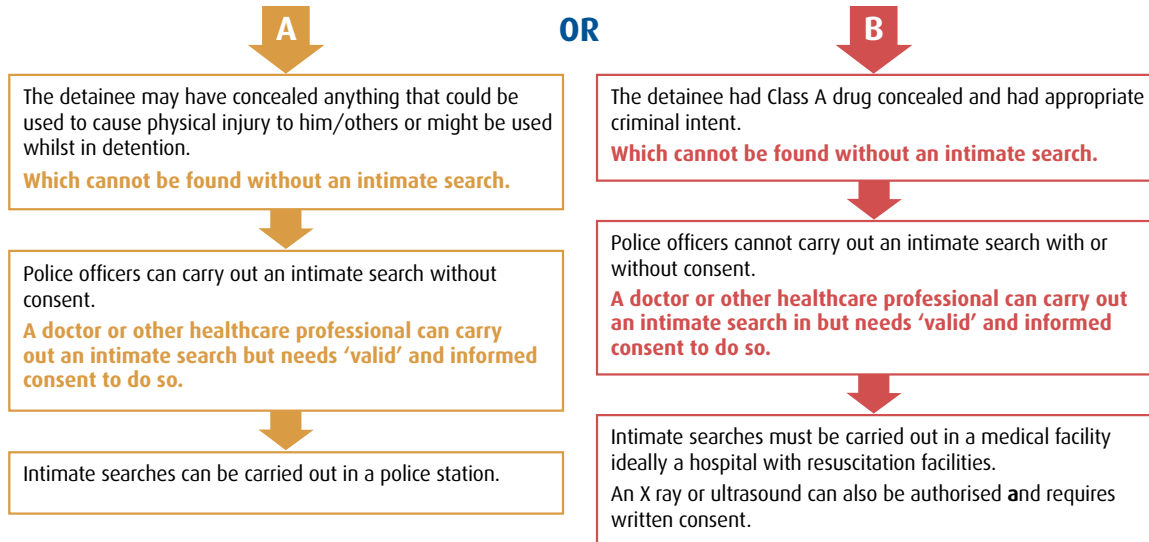 A
OR
B
The detainee may have concealed anything that could be
used to cause physical injury to him/others or might be used
whilst in detention.
Which cannot be found without an intimate search.
Police officers can carry out an intimate search without
consent.
A doctor or other healthcare professional can carry
out an intimate search but needs ‘valid’ and informed
consent to do so.
Intimate searches can be carried out in a police station.
The detainee had Class A drug concealed and had appropriate
criminal intent.
Which cannot be found without an intimate search.
Police officers cannot carry out an intimate search with or
without consent.
A doctor or other healthcare professional can carry out
an intimate search in but needs ‘valid’ and informed
consent to do so.
Intimate searches must be carried out in a medical facility
ideally a hospital with resuscitation facilities.
An X ray or ultrasound can also be authorised and requires
written consent.